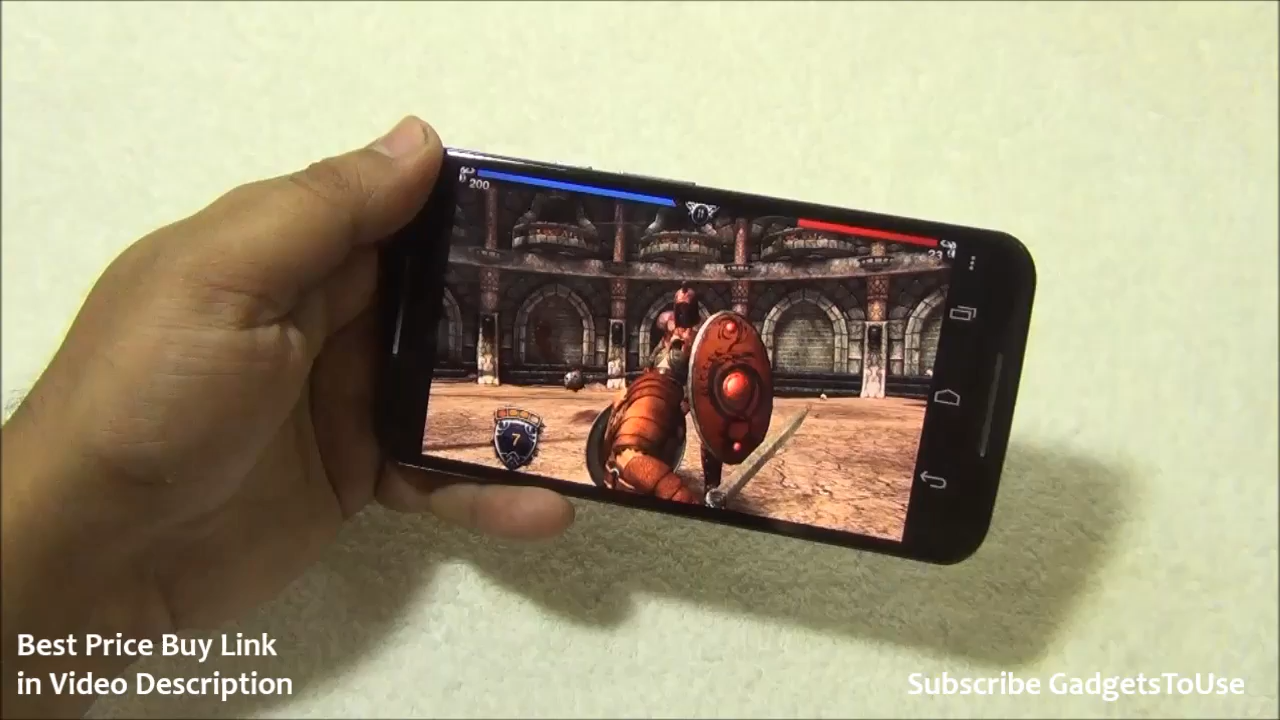 200
23
7
Best Price Buy Link
in Video Description
Subscribe GadgetsToUse